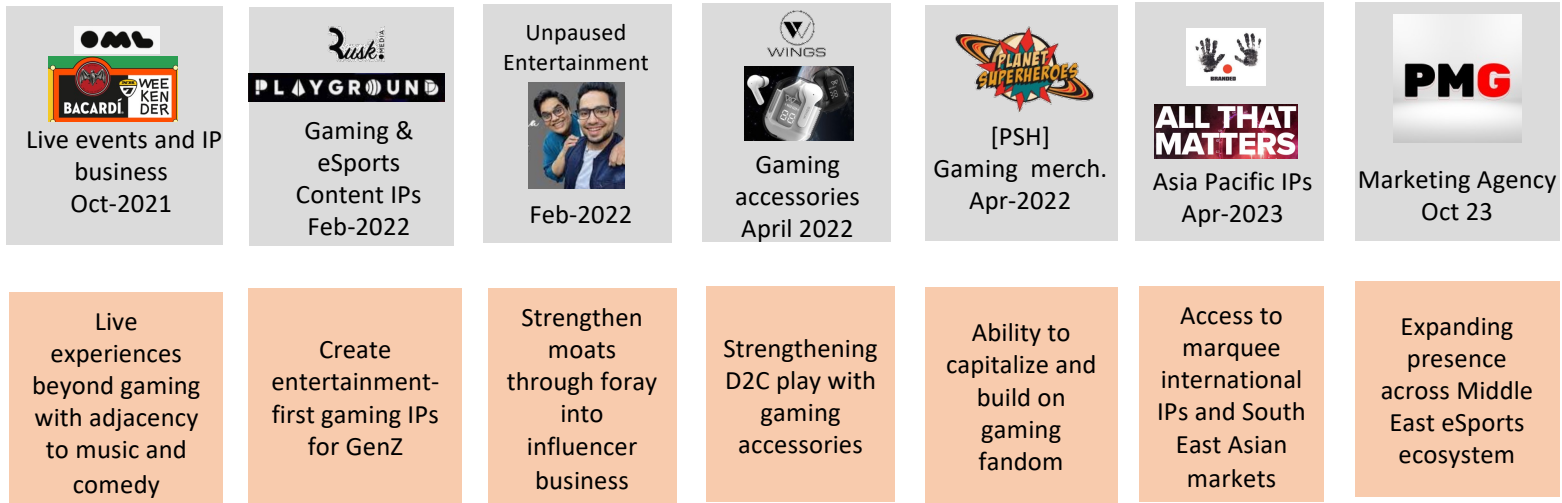 OML
BACARDÍ
WEE
KEN
DER
Live events and IP
business
Oct-2021
Rusk
MEDIA
PLAYGROUND
Gaming &
eSports
Content IPs
Feb-2022
Unpaused
Entertainment
Feb-2022
WINGS
Gaming
accessories
April 2022
PLANET
SUPERHEROES
[PSH]
Gaming merch.
Apr-2022
BRANDED
ALL THAT
MATTERS
Asia Pacific IPs
Apr-2023
PMG
Marketing Agency
Oct 23
Live
experiences
beyond gaming
with adjacency
to music and
comedy
Create
entertainment-
first gaming IPs
for GenZ
Strengthen
moats
through foray
into
influencer
business
Strengthening
D2C play with
gaming
accessories
Ability to
capitalize and
build on
gaming
fandom
Access to
marquee
international
IPs and South
East Asian
markets
Expanding
presence
across Middle
East eSports
ecosystem